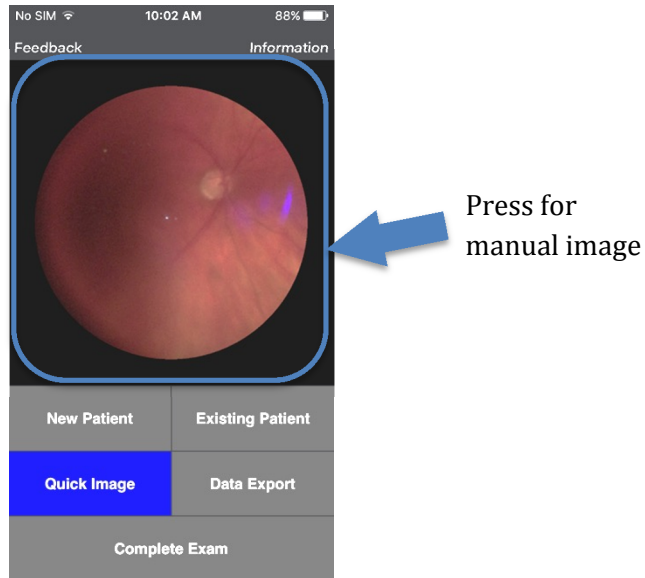 No SIM 10:02 AM 88%
Feedback Information
Press for
manual image
New Patient Existing Patient
Quick Image Data Export
Complete Exam